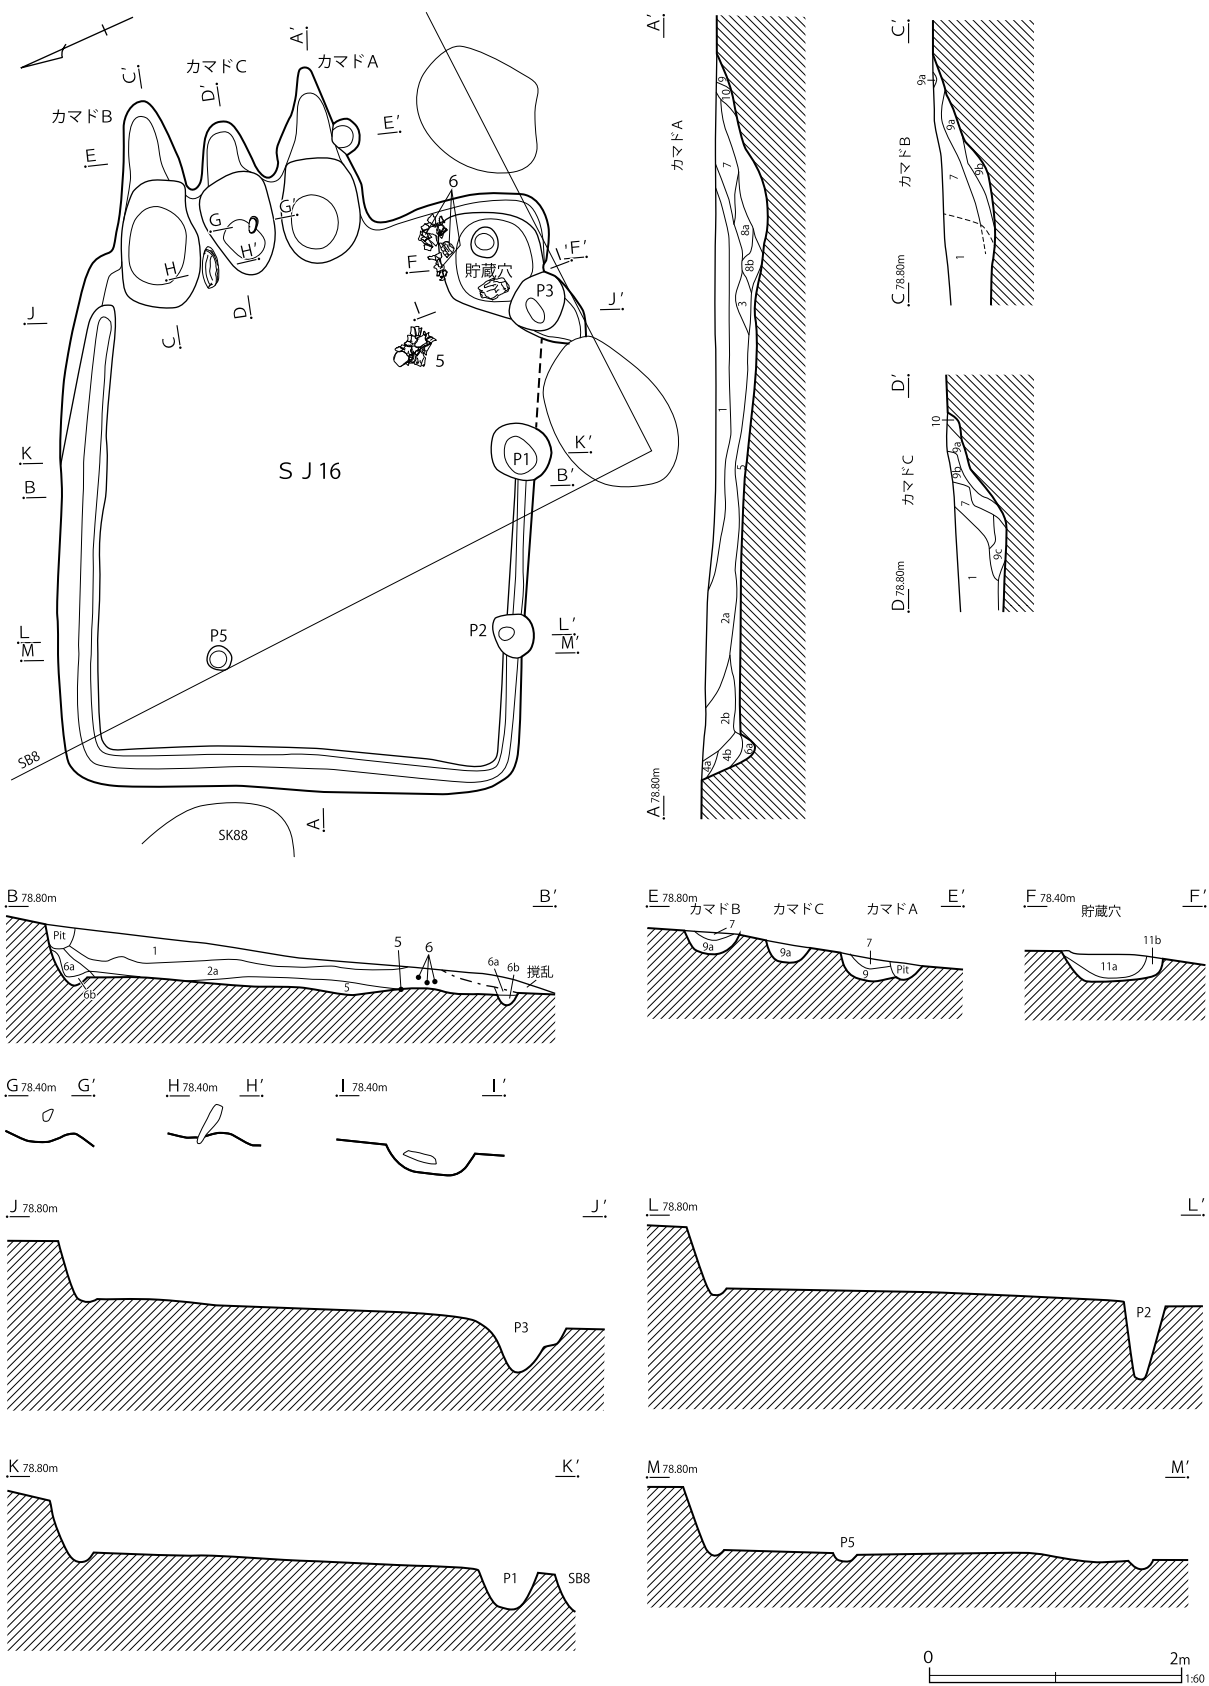 A′
カマドA
カマドC
C′
D′
カマドB
E
E′
6
G
G′
H
H′
F
貯蔵穴
I′
F′
P3
J
J′
I
5
D
C
K
K′
P1
ＳＪ16
B
B′
L
L′
M
M′
P2
P5
SB8
A
SK88
A′
9
10
カマドA
7
8a
8b
3
1
5
2a
2b
6a
4b
4a
A 78.80m
C′
9a
9a
カマドB
7
9b
1
C 78.80m
D′
10
9a
9b
カマドC
7
9c
1
D 78.80m
B 78.80m
B′
Pit
1
5
6
6a
2a
6a
6b
撹乱
6b
5
E 78.80m
カマドB
カマドC
カマドA
E′
7
9a
9a
7
9
Pit
F 78.40m
貯蔵穴
F′
11b
11a
G 78.40m
G′
H 78.40m
H′
I 78.40m
I′
J 78.80m
J′
P3
L 78.80m
L′
P2
K 78.80m
K′
P1
SB8
M 78.80m
M′
P5
0
2m
1:60